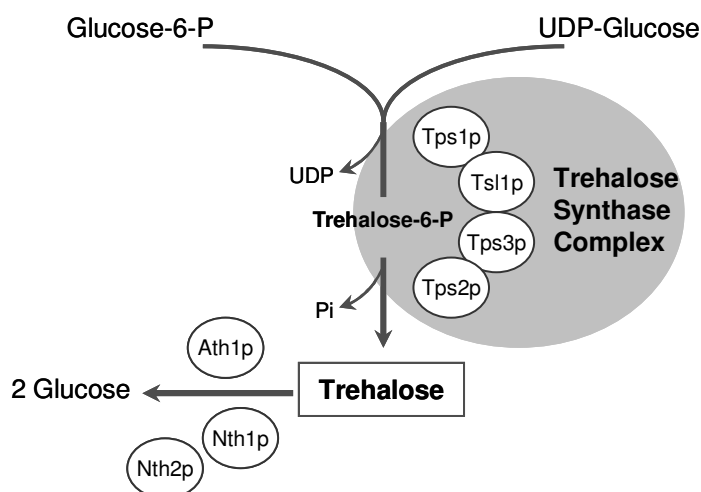 Glucose-6-P
UDP-Glucose
Tps1p
UDP
Tsl1p
Trehalose
Synthase
Complex
Trehalose-6-P
Tps3p
Tps2p
Pi
Ath1p
2 Glucose
Trehalose
Nth1p
Nth2p